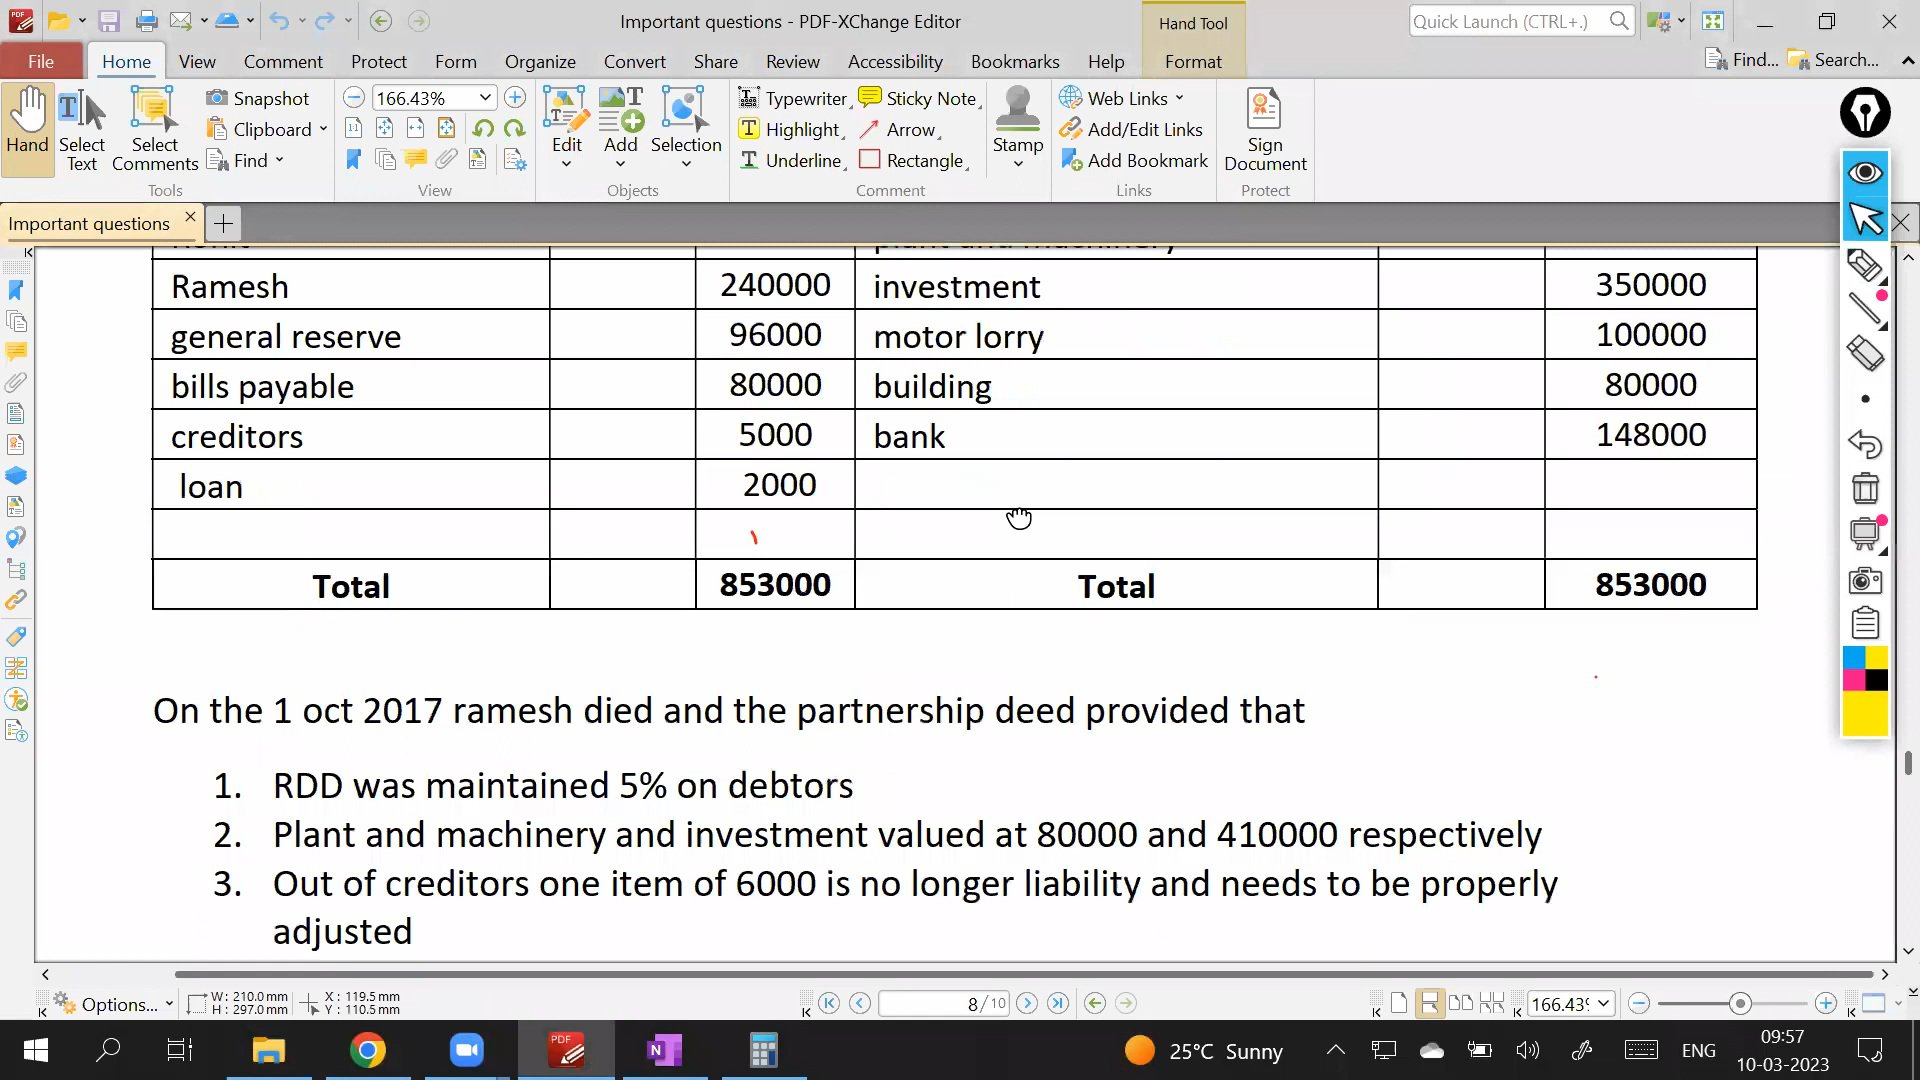 Important questions - PDF-XChange Editor
Hand Tool
Quick Launch (CTRL+.)
File Home View Comment Protect Form Organize Convert Share Review Accessibility Bookmarks Help Format
Find... Search...
Hand
Select Text
Select Comments
Snapshot
Clipboard
Find
Tools
166.43%
View
Edit
Add
Selection
Objects
Typewriter
Sticky Note
Highlight
Arrow
Underline
Rectangle
Stamp
Comment
Web Links
Add/Edit Links
Add Bookmark
Links
Sign Document
Protect
Important questions
plant and machinery
Ramesh 240000 investment 350000
general reserve 96000 motor lorry 100000
bills payable 80000 building 80000
creditors 5000 bank 148000
loan 2000
Total 853000 Total 853000
On the 1 oct 2017 ramesh died and the partnership deed provided that
1. RDD was maintained 5% on debtors
2. Plant and machinery and investment valued at 80000 and 410000 respectively
3. Out of creditors one item of 6000 is no longer liability and needs to be properly
adjusted
Options...
W: 210.0 mm
H: 297.0 mm
X: 119.5 mm
Y: 110.5 mm
8 / 10
166.43
PDF
N
25°C Sunny
ENG
09:57
10-03-2023